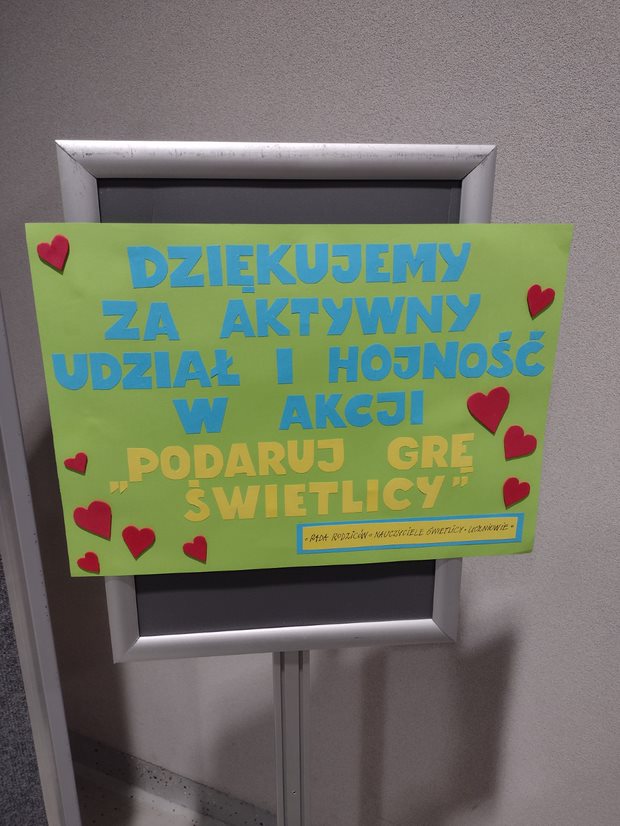 DZIĘKUJEMY
ZA AKTYWNY
UDZIAŁ I HOJNOŚĆ
W AKCJI
„PODARUJ GRĘ
ŚWIETLICY”
• RADA RODZICÓW • NAUCZYCIELE ŚWIETLICY • UCZNIOWIE •